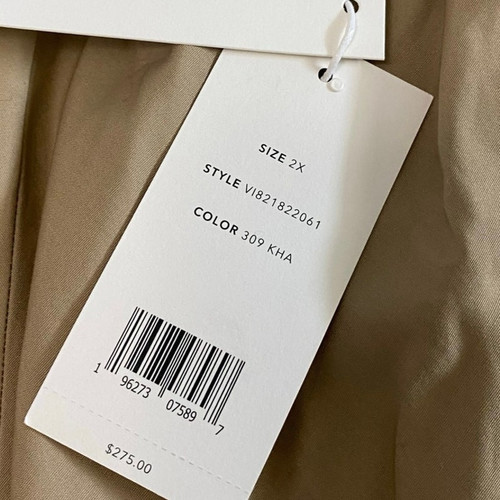 SIZE 2X
STYLE VI821822061
COLOR 309 KHA
1 96273 07589 7
$275.00